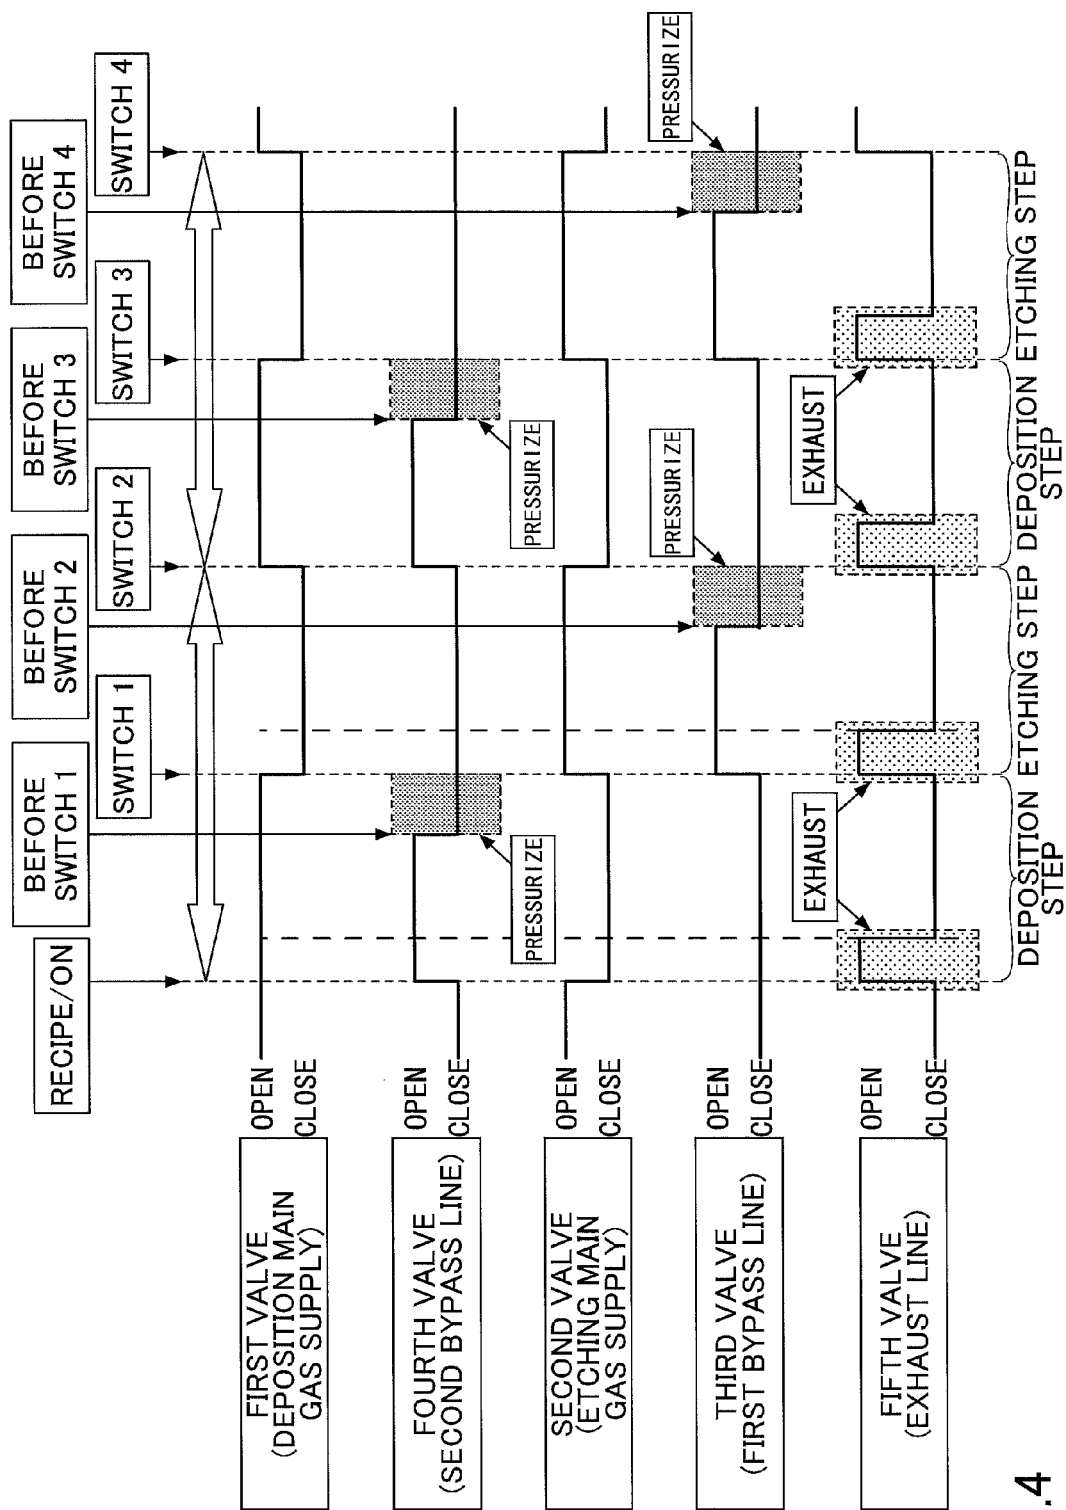 RECIPE/ON
BEFORE
SWITCH 1
SWITCH 1
BEFORE
SWITCH 2
SWITCH 2
BEFORE
SWITCH 3
SWITCH 3
BEFORE
SWITCH 4
SWITCH 4
FIRST VALVE
(DEPOSITION MAIN
GAS SUPPLY)
OPEN
CLOSE
FOURTH VALVE
(SECOND BYPASS LINE)
OPEN
CLOSE
PRESSURIZE
PRESSURIZE
SECOND VALVE
(ETCHING MAIN
GAS SUPPLY)
OPEN
CLOSE
THIRD VALVE
(FIRST BYPASS LINE)
OPEN
CLOSE
PRESSURIZE
PRESSURIZE
FIFTH VALVE
(EXHAUST LINE)
OPEN
CLOSE
EXHAUST
EXHAUST
DEPOSITION
STEP
ETCHING STEP
DEPOSITION
STEP
ETCHING STEP
.4